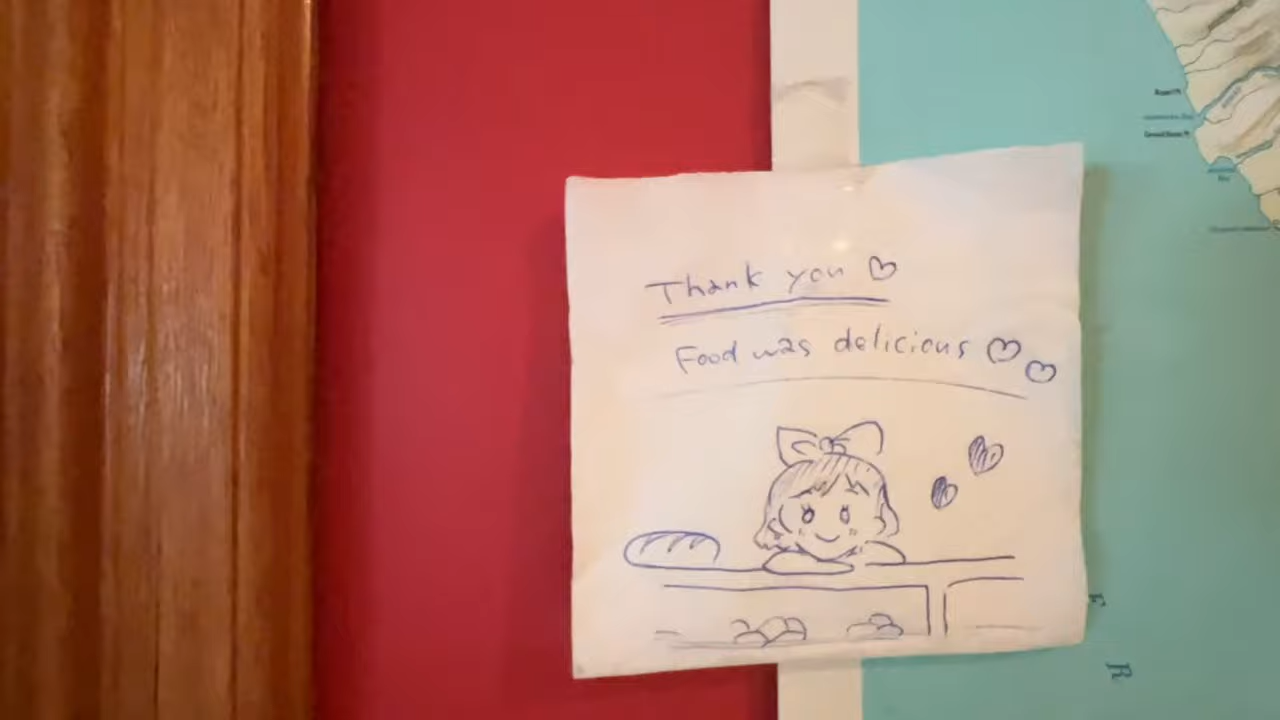 Thank you ♡
Food was delicious ♡ ♡
F
R